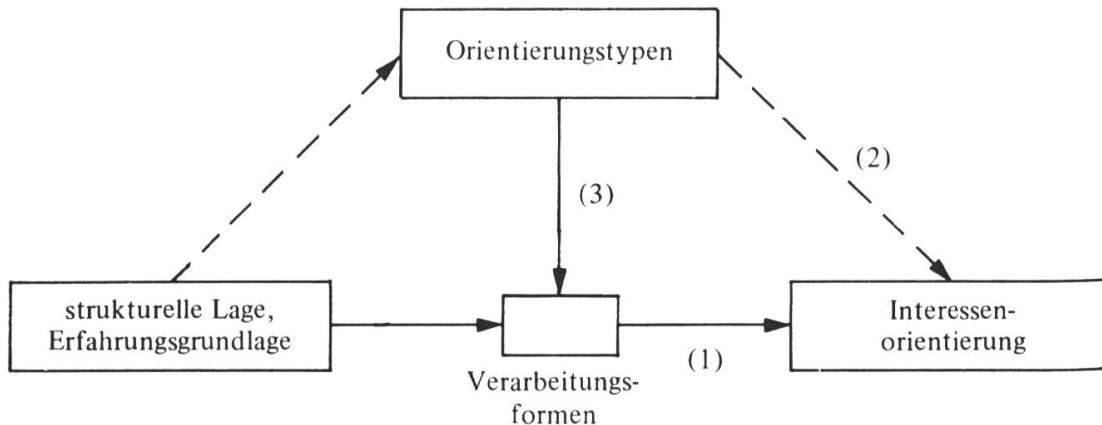 Orientierungstypen
(2)
(3)
strukturelle Lage,
Erfahrungsgrundlage
Interessen-
orientierung
(1)
Verarbeitungs-
formen